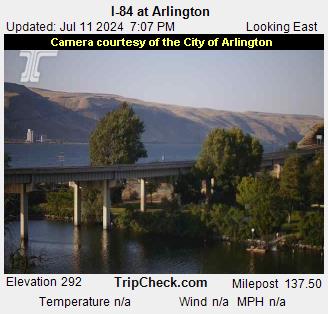 I-84 at Arlington
Updated: Jul 11 2024 7:07 PM Looking East
Camera courtesy of the City of Arlington
Elevation 292 TripCheck.com Milepost 137.50
Temperature n/a Wind n/a MPH n/a